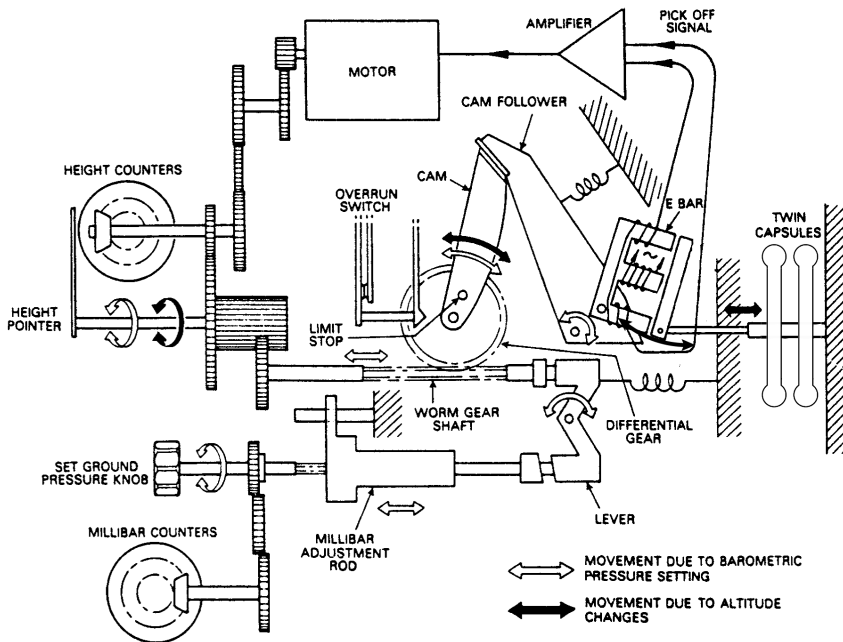 AMPLIFIER
PICK OFF
SIGNAL
MOTOR
CAM FOLLOWER
HEIGHT COUNTERS
CAM
OVERRUN
SWITCH
E BAR
TWIN
CAPSULES
~
HEIGHT
POINTER
LIMIT
STOP
WORM GEAR
SHAFT
DIFFERENTIAL
GEAR
SET GROUND
PRESSURE KNOB
LEVER
MILLIBAR COUNTERS
MILLIBAR
ADJUSTMENT
ROD
MOVEMENT DUE TO BAROMETRIC
PRESSURE SETTING
MOVEMENT DUE TO ALTITUDE
CHANGES